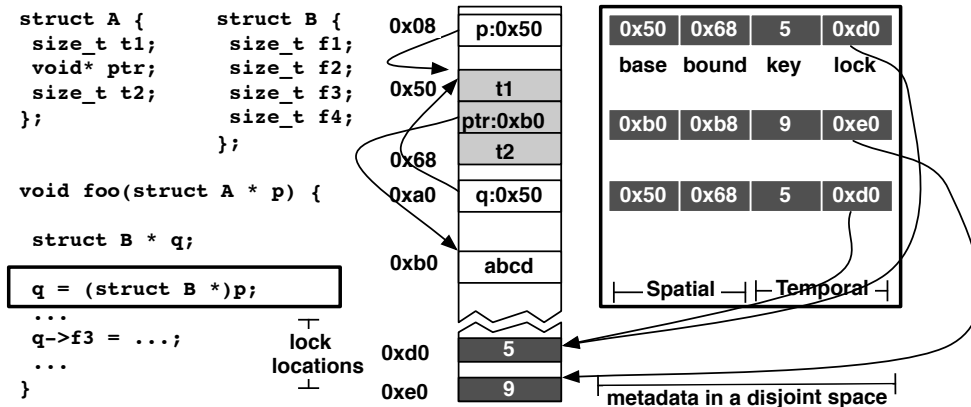 struct A {
size_t t1;
void* ptr;
size_t t2;
};
struct B {
size_t f1;
size_t f2;
size_t f3;
size_t f4;
};
void foo(struct A * p) {
struct B * q;
q = (struct B *)p;
...
q->f3 = ...;
...
}
lock
locations
0x08 p:0x50
0x50 t1
ptr:0xb0
0x68 t2
0xa0 q:0x50
0xb0 abcd
0xd0 5
0xe0 9
0x50 0x68 5 0xd0
base bound key lock
0xb0 0xb8 9 0xe0
0x50 0x68 5 0xd0
Spatial Temporal
metadata in a disjoint space